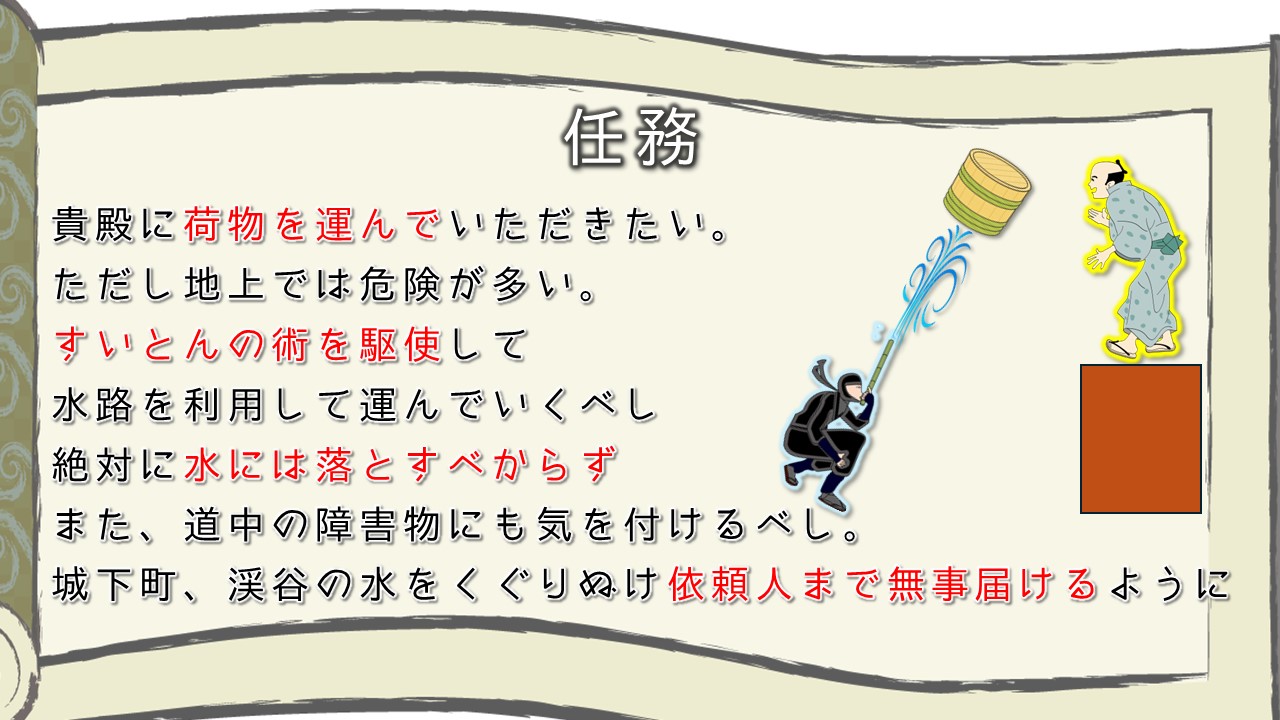 任務
貴殿に荷物を運んでいただきたい。
ただし地上では危険が多い。
すいとんの術を駆使して
水路を利用して運んでいくべし
絶対に水には落とすべからず
また、道中の障害物にも気を付けるべし。
城下町、渓谷の水をくぐりぬけ依頼人まで無事届けるように